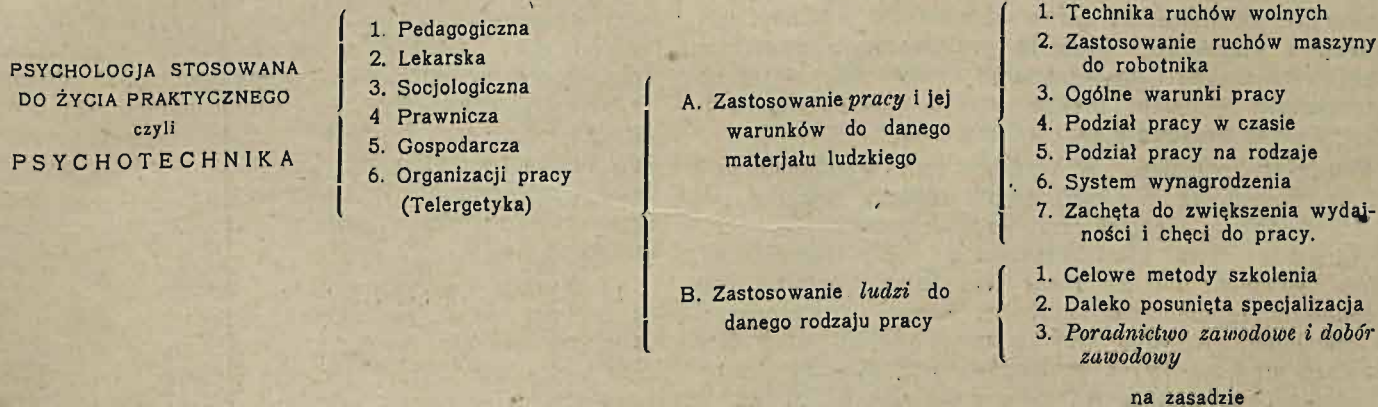 PSYCHOLOGJA STOSOWANA
DO ŻYCIA PRAKTYCZNEGO
czyli
PSYCHOTECHNIKA
1. Pedagogiczna
2. Lekarska
3. Socjologiczna
4 Prawnicza
5. Gospodarcza
6. Organizacji pracy
(Telergetyka)
A. Zastosowanie pracy i jej
warunków do danego
materjału ludzkiego
1. Technika ruchów wolnych
2. Zastosowanie ruchów maszyny
do robotnika
3. Ogólne warunki pracy
4. Podział pracy w czasie
5. Podział pracy na rodzaje
6. System wynagrodzenia
7. Zachęta do zwiększenia wydaj-
ności i chęci do pracy.
B. Zastosowanie ludzi do
danego rodzaju pracy
1. Celowe metody szkolenia
2. Daleko posunięta specjalizacja
3. Poradnictwo zawodowe i dobór
zawodowy
na zasadzie